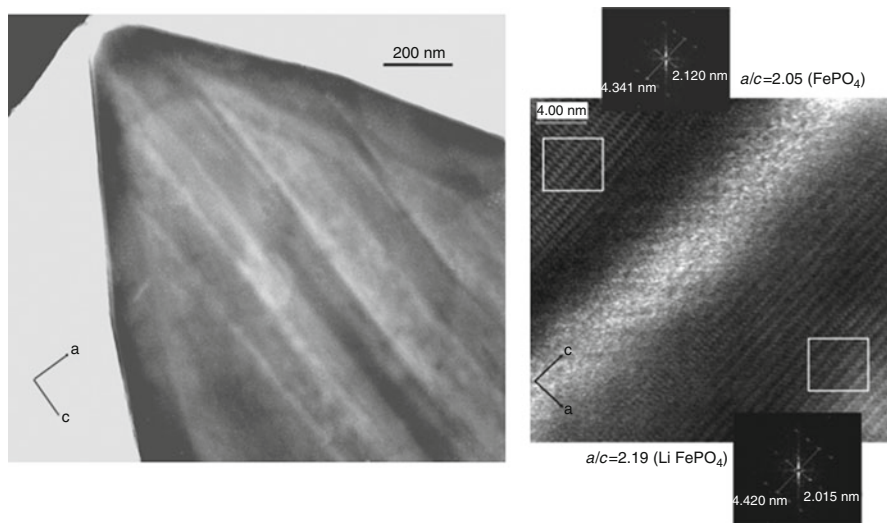 200 nm
a
c
4.341 nm
2.120 nm
a/c=2.05 (FePO₄)
4.00 nm
c
a
a/c=2.19 (Li FePO₄)
4.420 nm
2.015 nm